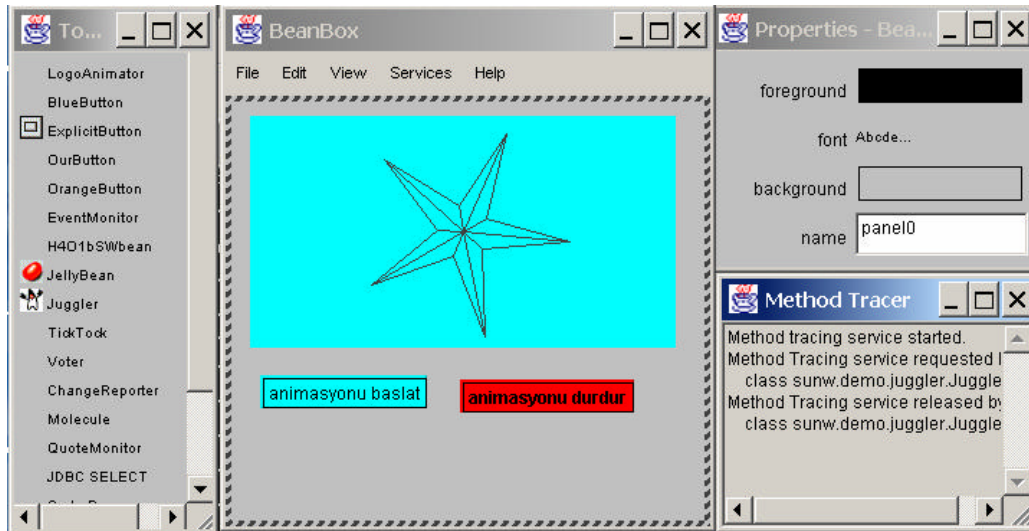 To...
LogoAnimator
BlueButton
ExplicitButton
OurButton
OrangeButton
EventMonitor
H4O1bSWbean
JellyBean
Juggler
TickTock
Voter
ChangeReporter
Molecule
QuoteMonitor
JDBC SELECT
BeanBox
File Edit View Services Help
animasyonu baslat
animasyonu durdur
Properties - Bea...
foreground
font Abcde...
background
name panel0
Method Tracer
Method tracing service started.
Method Tracing service requested
class sunw.demo.juggler.Juggle
Method Tracing service released by
class sunw.demo.juggler.Juggle